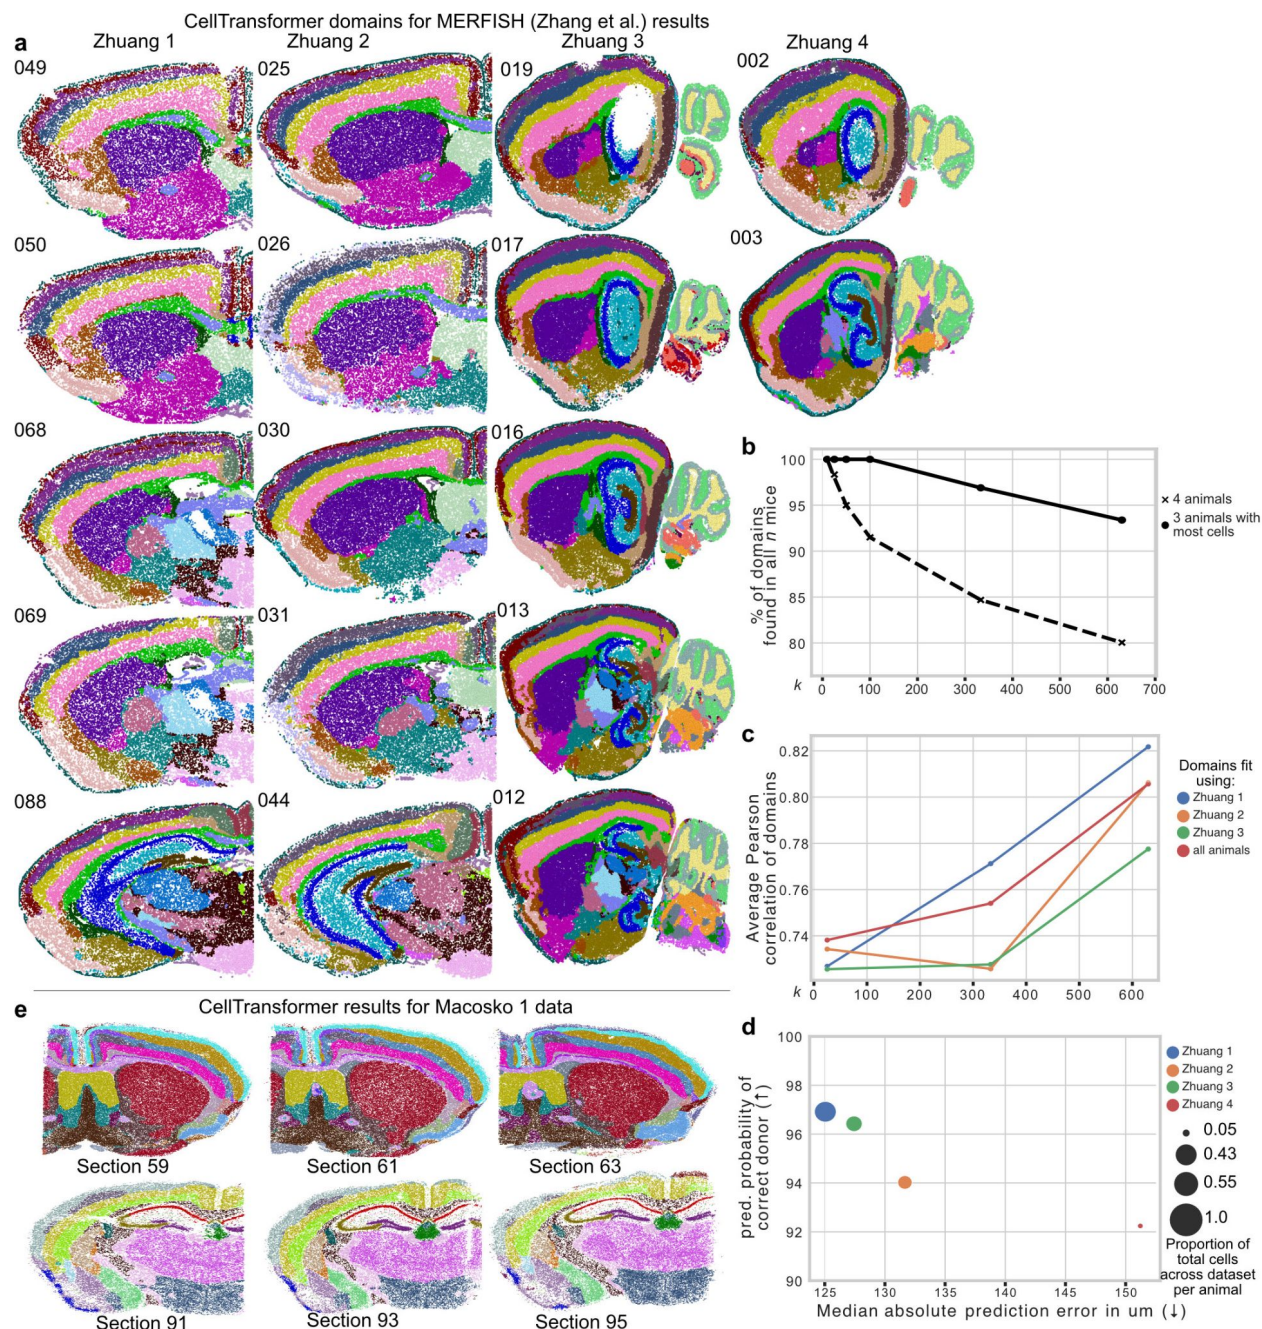 CellTransformer domains for MERFISH (Zhang et al.) results
a
Zhuang 1
Zhuang 2
Zhuang 3
Zhuang 4
049
025
019
002
050
026
017
003
068
030
016
069
031
013
088
044
012
b
100
95
90
85
80
% of domains
found in all n mice
k
0 100 200 300 400 500 600 700
4 animals
3 animals with
most cells
c
0.82
0.80
0.78
0.76
0.74
Average Pearson
correlation of domains
k
0 100 200 300 400 500 600
Domains fit
using:
Zhuang 1
Zhuang 2
Zhuang 3
all animals
d
100
98
96
94
92
90
pred. probability of
correct donor (↑)
125 130 135 140 145 150
Median absolute prediction error in um (↓)
Zhuang 1
Zhuang 2
Zhuang 3
Zhuang 4
0.05
0.43
0.55
1.0
Proportion of
total cells
across dataset
per animal
e
CellTransformer results for Macosko 1 data
Section 59
Section 61
Section 63
Section 91
Section 93
Section 95